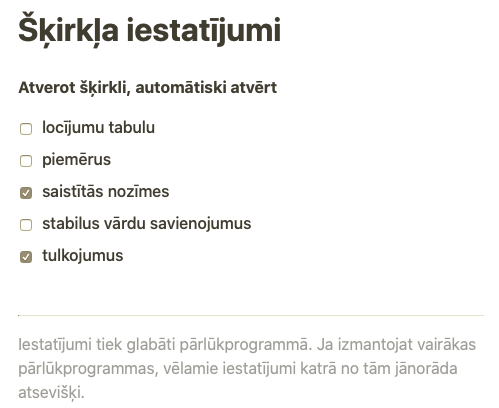 Šķirkļa iestatījumi
Atverot šķirkli, automātiski atvērt
locījumu tabulu
piemērus
saistītās nozīmes
stabilus vārdu savienojumus
tulkojumus
Iestatījumi tiek glabāti pārlūkprogrammā. Ja izmantojat vairākas
pārlūkprogrammas, vēlamie iestatījumi katrā no tām jānorāda
atsevišķi.